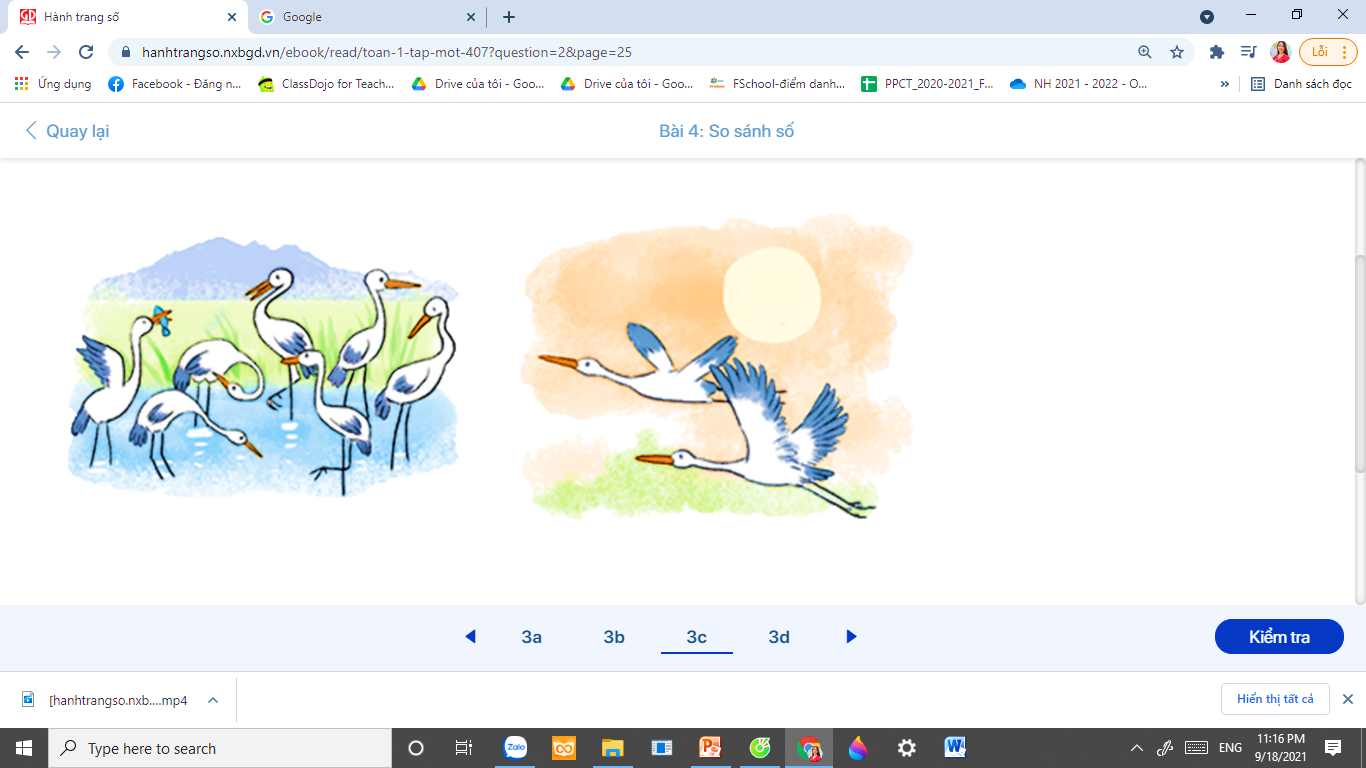 Hành trang số
Google
hanhtrangso.nxbgd.vn/ebook/read/toan-1-tap-mot-407?question=2&page=25
Lỗi
Ứng dụng
Facebook - Đăng n...
ClassDojo for Teach...
Drive của tôi - Goo...
Drive của tôi - Goo...
FSchool-điểm danh...
PPCT_2020-2021_F...
NH 2021 - 2022 - O...
»
Danh sách đọc
Quay lại
Bài 4: So sánh số
3a
3b
3c
3d
Kiểm tra
[hanhtrangso.nxb....mp4
Hiển thị tất cả
Type here to search
Zalo
ENG
11:16 PM
9/18/2021